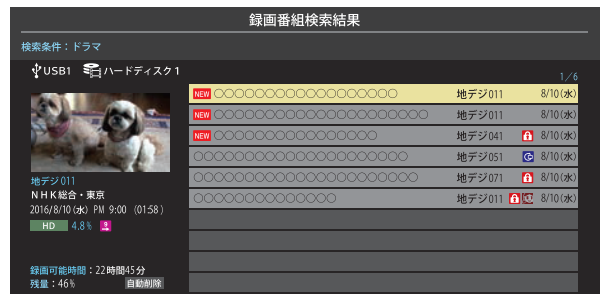 録画番組検索結果
検索条件：ドラマ
USB1 ハードディスク1
1/6
NEW 〇〇〇〇〇〇〇〇〇〇〇〇〇〇〇〇〇〇 地デジ011 8/10(水)
NEW 〇〇〇〇〇〇〇〇〇〇〇〇〇〇〇〇〇〇〇〇〇 地デジ011 8/10(水)
NEW 〇〇〇〇〇〇〇〇〇〇〇〇〇〇〇〇 地デジ041 8/10(水)
〇〇〇〇〇〇〇〇〇〇〇〇〇〇〇〇〇〇〇〇〇 地デジ051 8/10(水)
〇〇〇〇〇〇〇〇〇〇〇〇〇〇〇〇〇〇〇〇〇〇 地デジ071 8/10(水)
〇〇〇〇〇〇〇〇〇〇〇〇〇〇 地デジ011 8/10(水)
地デジ011
NHK総合・東京
2016/8/10(水) PM 9:00 (01:58)
HD 4.8%
録画可能時間：22時間45分
残量：46% 自動削除